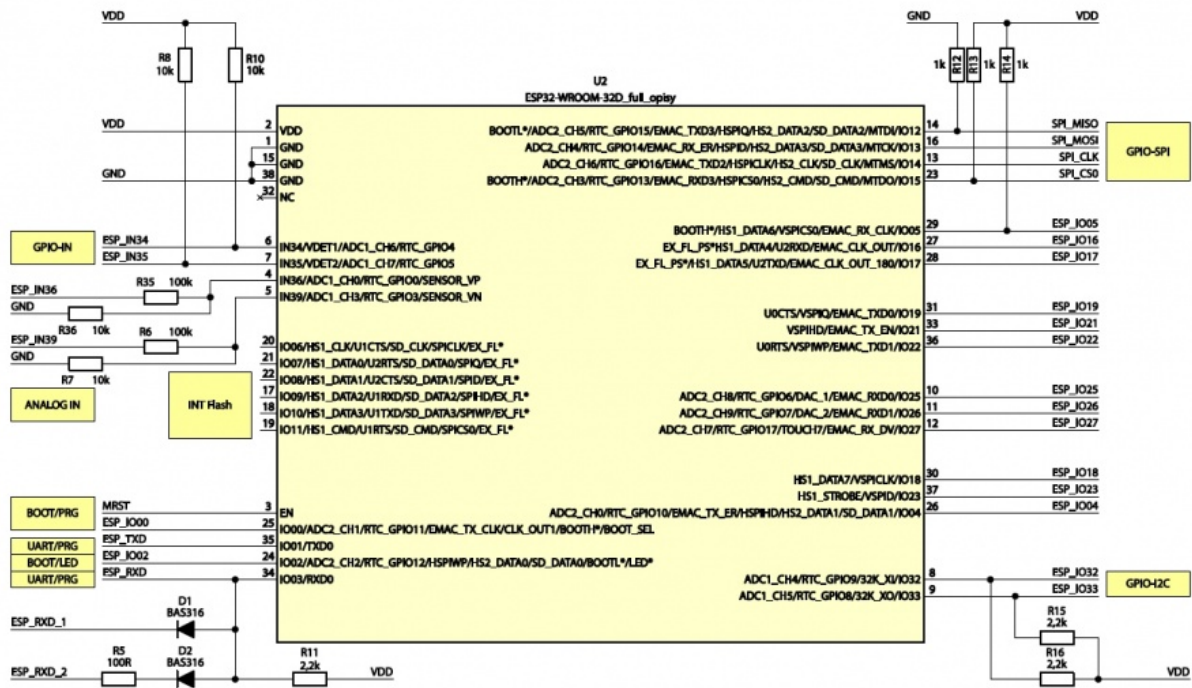 VDD
GND
VDD
R8
10k
R10
10k
1k
R12
R13
1k
R14
1k
U2
ESP32-WROOM-32D_full_opisy
VDD
2
VDD
1
GND
15
GND
GND
38
GND
32
NC
BOOTL*/ADC2_CH5/RTC_GPIO15/EMAC_TXD3/HSPIQ/HS2_DATA2/SD_DATA2/MTDI/IO12
14
SPI_MISO
ADC2_CH4/RTC_GPIO14/EMAC_RX_ER/HSPID/HS2_DATA3/SD_DATA3/MTCK/IO13
16
SPI_MOSI
ADC2_CH6/RTC_GPIO16/EMAC_TXD2/HSPICLK/HS2_CLK/SD_CLK/MTMS/IO14
13
SPI_CLK
BOOTH*/ADC2_CH3/RTC_GPIO13/EMAC_RXD3/HSPICS0/HS2_CMD/SD_CMD/MTDO/IO15
23
SPI_CS0
GPIO-SPI
BOOTH*/HS1_DATA6/VSPICS0/EMAC_RX_CLK/IO05
29
ESP_IO05
GPIO-IN
ESP_IN34
6
IN34/VDET1/ADC1_CH6/RTC_GPIO4
EX_FL_PS*HS1_DATA4/U2RXD/EMAC_CLK_OUT/IO16
27
ESP_IO16
ESP_IN35
7
IN35/VDET2/ADC1_CH7/RTC_GPIO5
EX_FL_PS*/HS1_DATA5/U2TXD/EMAC_CLK_OUT_180/IO17
28
ESP_IO17
4
IN36/ADC1_CH0/RTC_GPIO0/SENSOR_VP
ESP_IN36
R35
100k
5
IN39/ADC1_CH3/RTC_GPIO3/SENSOR_VN
GND
R36
10k
U0CTS/VSPIQ/EMAC_TXD0/IO19
31
ESP_IO19
VSPIHD/EMAC_TX_EN/IO21
33
ESP_IO21
ESP_IN39
R6
100k
20
IO06/HS1_CLK/U1CTS/SD_CLK/SPICLK/EX_FL*
U0RTS/VSPIWP/EMAC_TXD1/IO22
36
ESP_IO22
GND
R7
10k
21
IO07/HS1_DATA0/U2RTS/SD_DATA0/SPIQ/EX_FL*
22
IO08/HS1_DATA1/U2CTS/SD_DATA1/SPID/EX_FL*
ANALOG IN
INT Flash
17
IO09/HS1_DATA2/U1RXD/SD_DATA2/SPIHD/EX_FL*
ADC2_CH8/RTC_GPIO6/DAC_1/EMAC_RXD0/IO25
10
ESP_IO25
18
IO10/HS1_DATA3/U1TXD/SD_DATA3/SPIWP/EX_FL*
ADC2_CH9/RTC_GPIO7/DAC_2/EMAC_RXD1/IO26
11
ESP_IO26
19
IO11/HS1_CMD/U1RTS/SD_CMD/SPICS0/EX_FL*
ADC2_CH7/RTC_GPIO17/TOUCH7/EMAC_RX_DV/IO27
12
ESP_IO27
HS1_DATA7/VSPICLK/IO18
30
ESP_IO18
HS1_STROBE/VSPID/IO23
37
ESP_IO23
BOOT/PRG
MRST
3
EN
ADC2_CH0/RTC_GPIO10/EMAC_TX_ER/HSPIHD/HS2_DATA1/SD_DATA1/IO04
26
ESP_IO04
ESP_IO00
25
IO00/ADC2_CH1/RTC_GPIO11/EMAC_TX_CLK/CLK_OUT1/BOOTH*/BOOT_SEL
UART/PRG
ESP_TXD
35
IO01/TXD0
BOOT/LED
ESP_IO02
24
IO02/ADC2_CH2/RTC_GPIO12/HSPIWP/HS2_DATA0/SD_DATA0/BOOTL*/LED*
UART/PRG
ESP_RXD
34
IO03/RXD0
ADC1_CH4/RTC_GPIO9/32K_XI/IO32
8
ESP_IO32
ADC1_CH5/RTC_GPIO8/32K_XO/IO33
9
ESP_IO33
GPIO-I2C
D1
BAS316
ESP_RXD_1
R15
2,2k
R5
100R
D2
BAS316
ESP_RXD_2
R11
2,2k
VDD
R16
2,2k
VDD